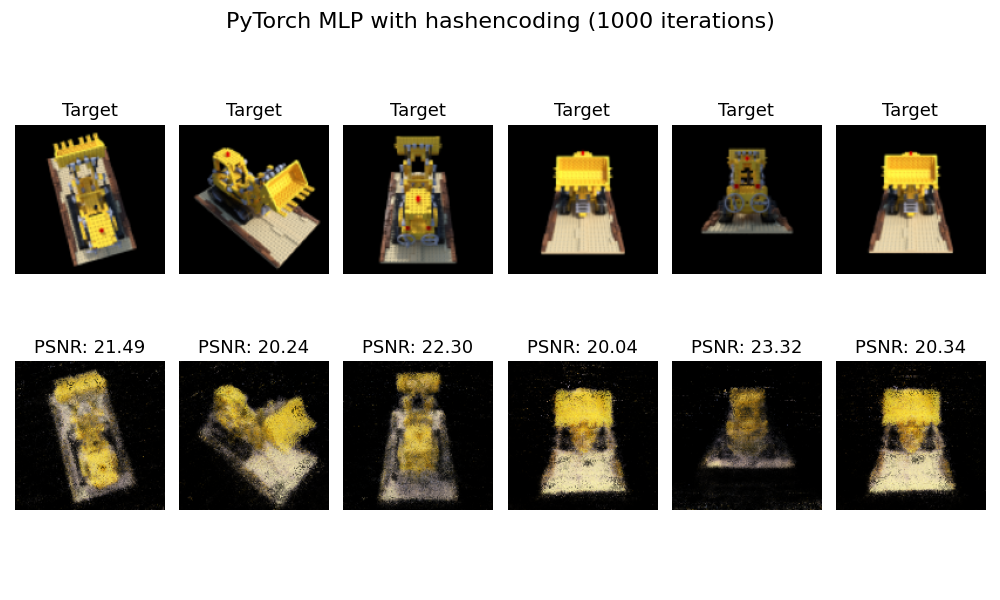 PyTorch MLP with hashencoding (1000 iterations)
Target Target Target Target Target Target
PSNR: 21.49 PSNR: 20.24 PSNR: 22.30 PSNR: 20.04 PSNR: 23.32 PSNR: 20.34